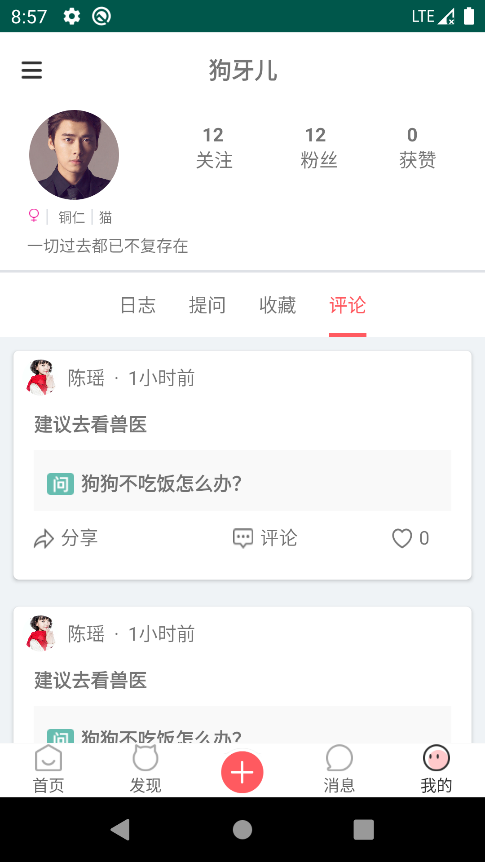 8:57 LTE
狗牙儿
12 12 0
关注 粉丝 获赞
铜仁 猫
一切过去都已不复存在
日志 提问 收藏 评论
陈瑶 · 1小时前
建议去看兽医
问 狗狗不吃饭怎么办?
分享 评论 0
陈瑶 · 1小时前
建议去看兽医
问 狗狗不吃饭怎么办?
首页 发现 消息 我的